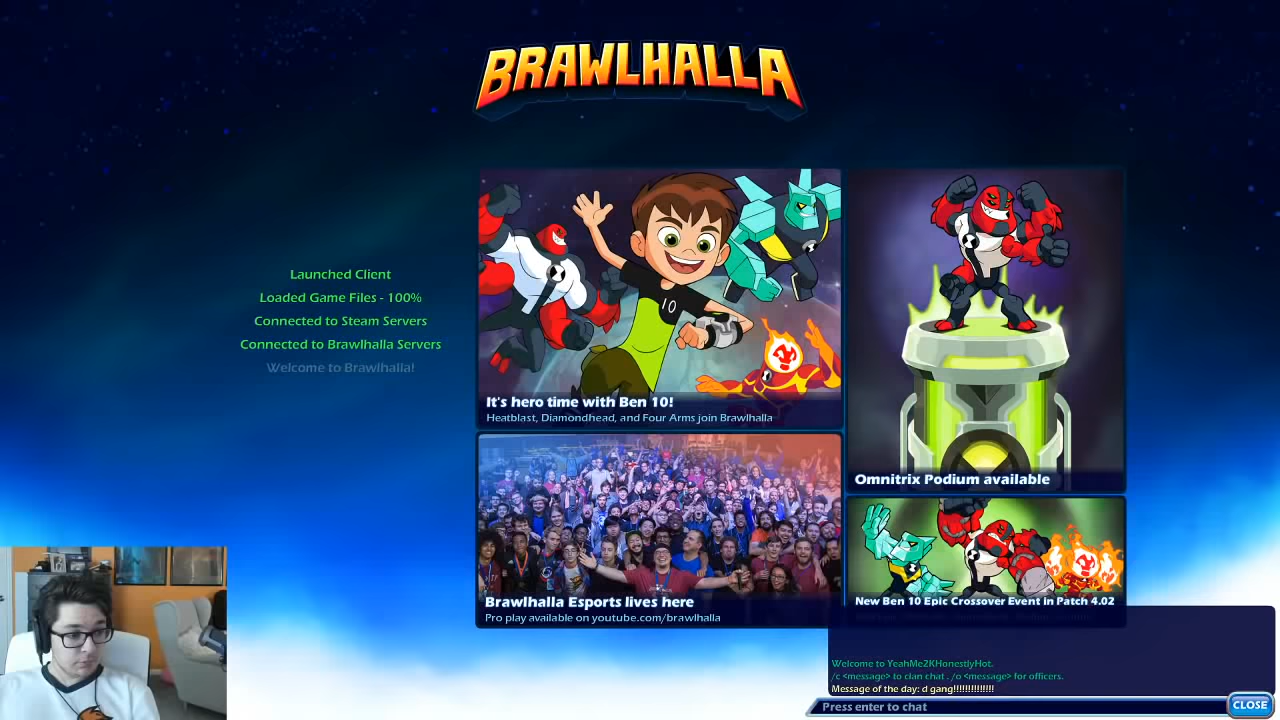 BRAWLHALLA
Launched Client
Loaded Game Files - 100%
Connected to Steam Servers
Connected to Brawlhalla Servers
Welcome to Brawlhalla!
10
It's hero time with Ben 10!
Heatblast, Diamondhead, and Four Arms join Brawlhalla
Omnitrix Podium available
Brawlhalla Esports lives here
Pro play available on youtube.com/brawlhalla
New Ben 10 Epic Crossover Event in Patch 4.02
Welcome to YeahMe2KHonestlyHot.
/c <message> to clan chat . /o <message> for officers.
Message of the day: d gang!!!!!!!!!!!!!!
Press enter to chat
CLOSE